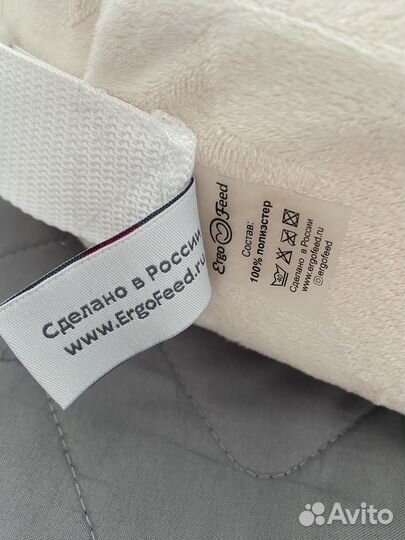 Сделано в России
www.ErgoFeed.ru
Ergo Feed
Состав:
100% полиэстер
Сделано в России
www.ergofeed.ru
ergofeed
Avito